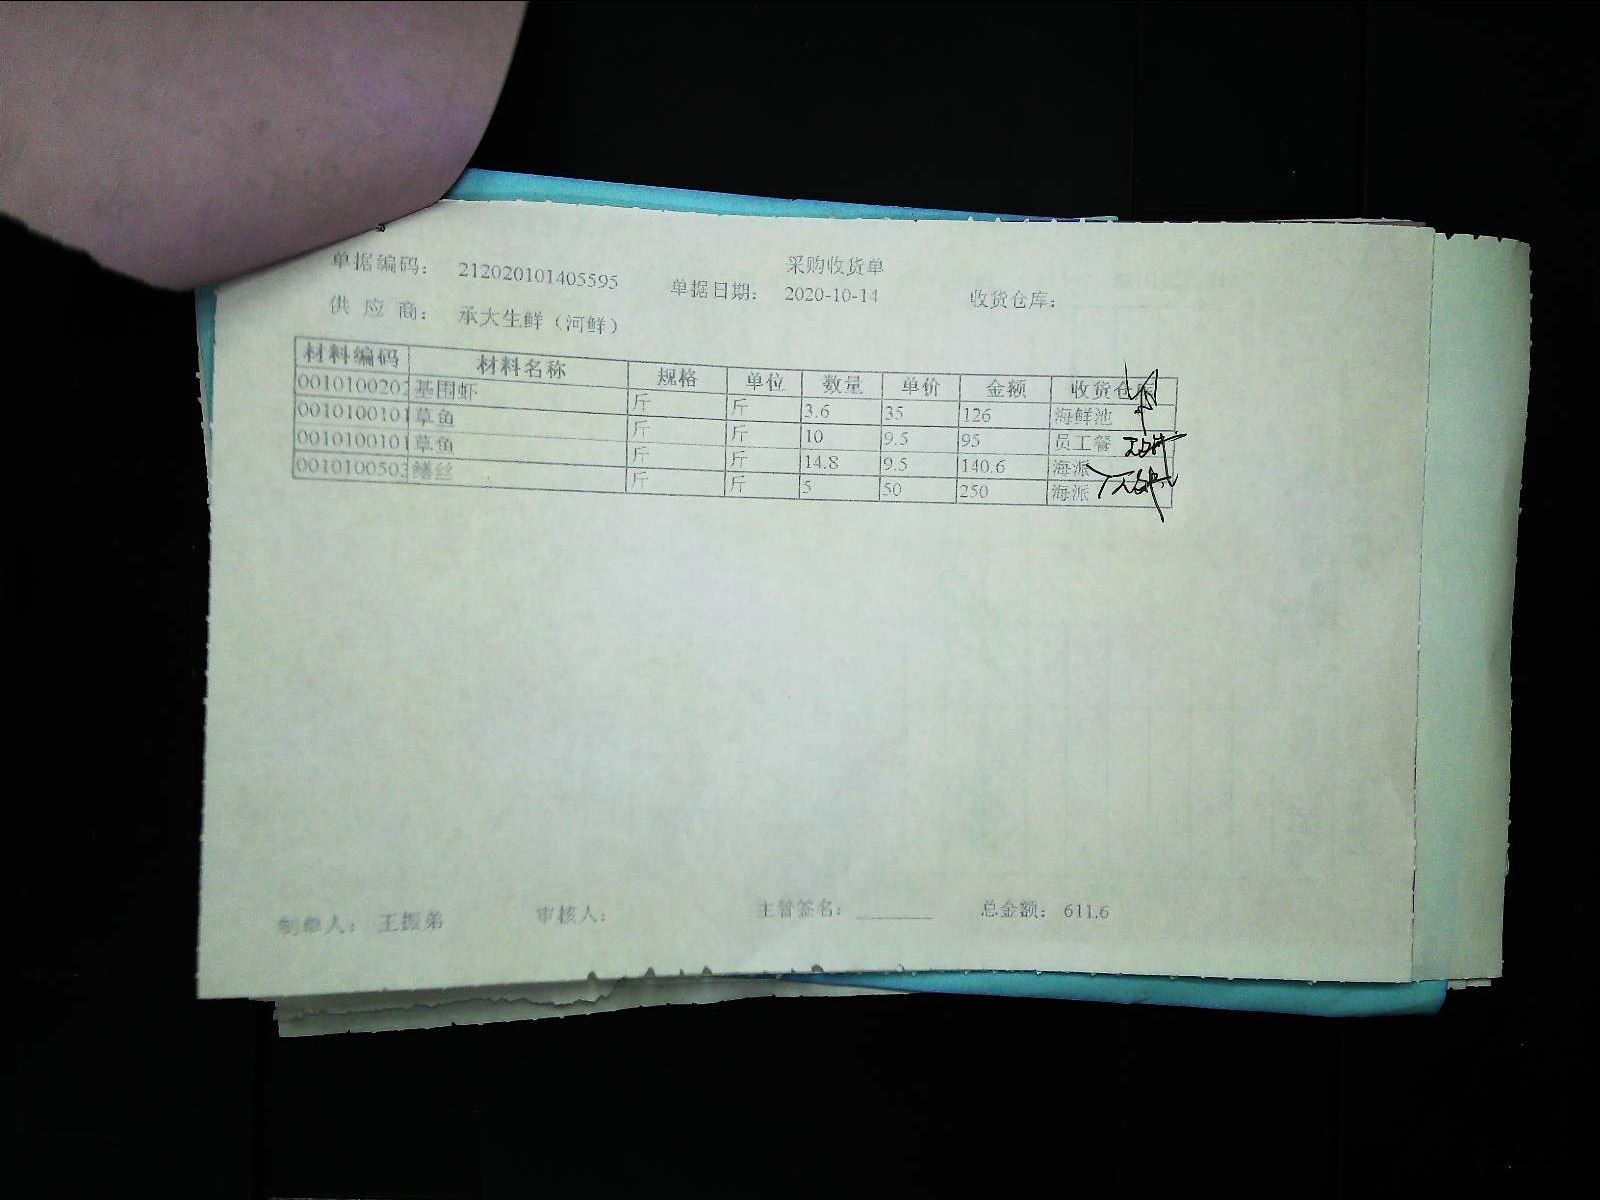 采购收货单
单据编码： 212020101405595 单据日期： 2020-10-14 收货仓库：
供 应 商： 承大生鲜（河鲜）
材料编码 材料名称 规格 单位 数量 单价 金额 收货仓库
0010100202 基围虾 斤 斤 3.6 35 126 海鲜池
0010100101 草鱼 斤 斤 10 9.5 95 员工餐
0010100101 草鱼 斤 斤 14.8 9.5 140.6 海派
0010100503 鳝丝 斤 斤 5 50 250 海派
制单人： 王振弟 审核人： 主管签名： 总金额： 611.6